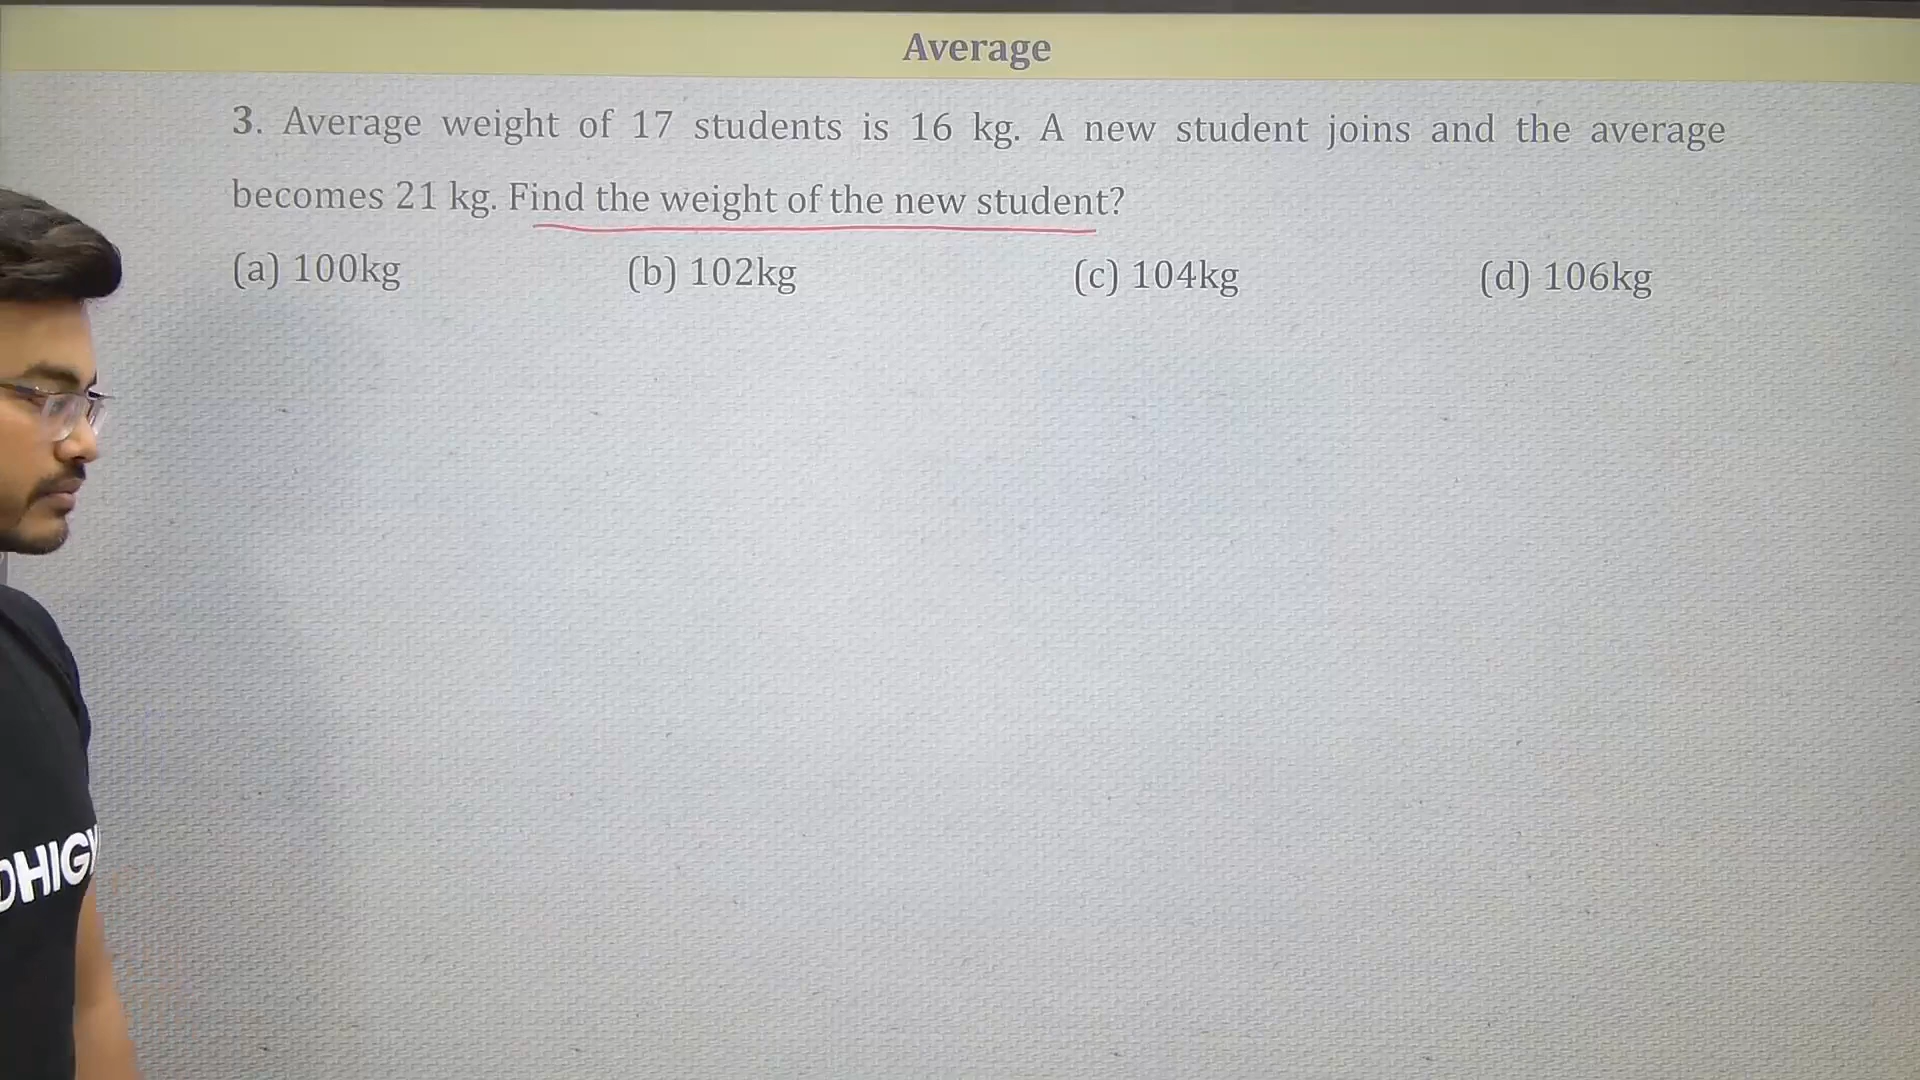 Average
3. Average weight of 17 students is 16 kg. A new student joins and the average
becomes 21 kg. Find the weight of the new student?
(a) 100kg (b) 102kg (c) 104kg (d) 106kg